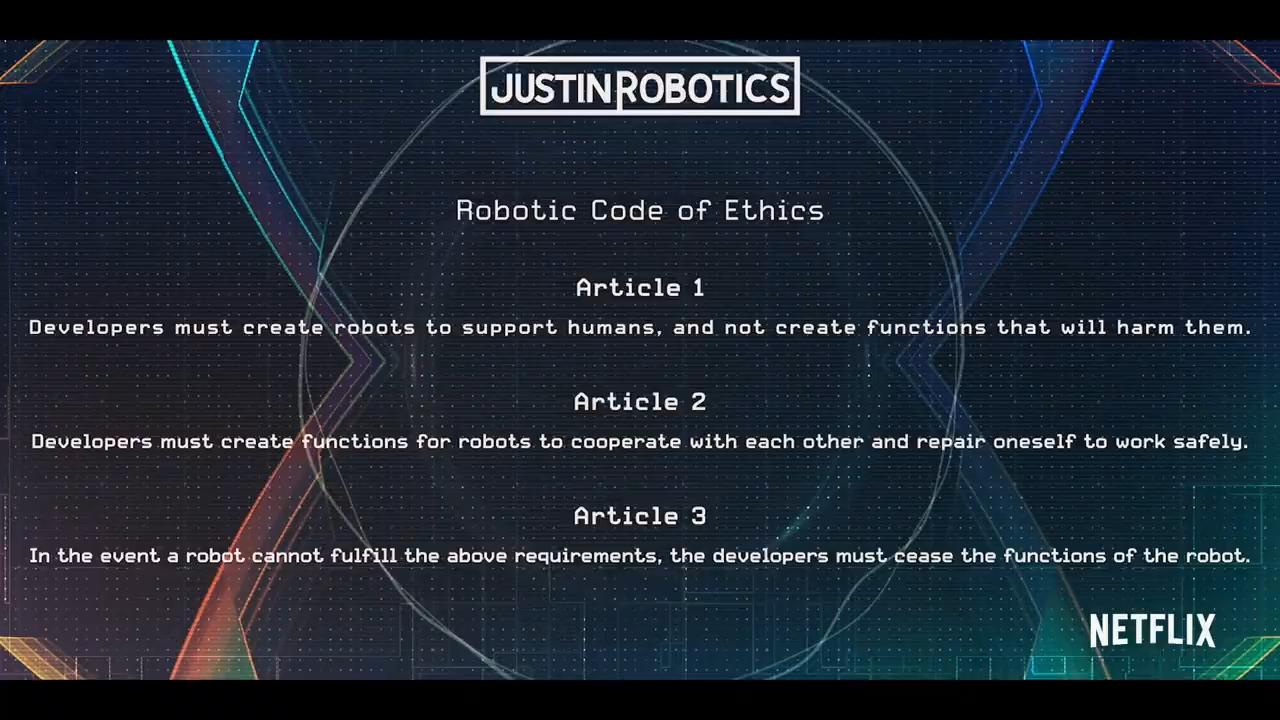 JUSTIN ROBOTICS
Robotic Code of Ethics
Article 1
Developers must create robots to support humans, and not create functions that will harm them.
Article 2
Developers must create functions for robots to cooperate with each other and repair oneself to work safely.
Article 3
In the event a robot cannot fulfill the above requirements, the developers must cease the functions of the robot.
NETFLIX